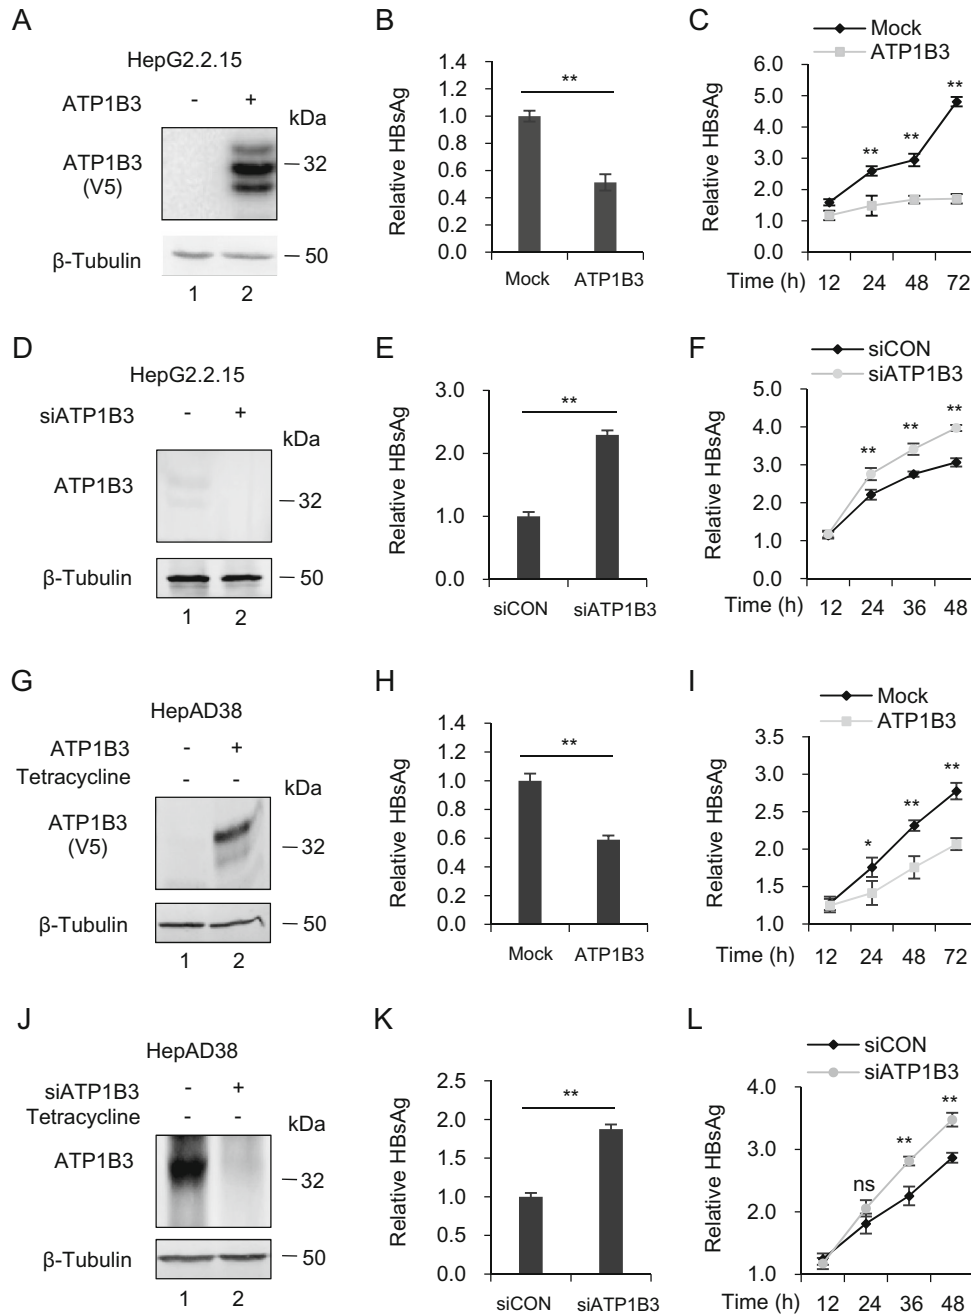 A
HepG2.2.15
ATP1B3 - +
kDa
ATP1B3
(V5)
32
β-Tubulin
50
1 2
B
Relative HBsAg
1.4
1.2
1.0
0.8
0.6
0.4
0.2
0.0
**
Mock ATP1B3
C
Mock
ATP1B3
Relative HBsAg
6.0
5.0
4.0
3.0
2.0
1.0
0.0
** ** **
Time (h) 12 24 48 72
D
HepG2.2.15
siATP1B3 - +
kDa
ATP1B3
32
β-Tubulin
50
1 2
E
Relative HBsAg
3.0
2.0
1.0
0.0
**
siCON siATP1B3
F
siCON
siATP1B3
Relative HBsAg
5.0
4.0
3.0
2.0
1.0
0.0
** ** **
Time (h) 12 24 36 48
G
HepAD38
ATP1B3 - +
Tetracycline - -
kDa
ATP1B3
(V5)
32
β-Tubulin
50
1 2
H
Relative HBsAg
1.4
1.2
1.0
0.8
0.6
0.4
0.2
0.0
**
Mock ATP1B3
I
Mock
ATP1B3
Relative HBsAg
3.5
3.0
2.5
2.0
1.5
1.0
* ** **
Time (h) 12 24 48 72
J
HepAD38
siATP1B3 - +
Tetracycline - -
kDa
ATP1B3
32
β-Tubulin
50
1 2
K
Relative HBsAg
2.5
2.0
1.5
1.0
0.5
0.0
**
siCON siATP1B3
L
siCON
siATP1B3
Relative HBsAg
4.0
3.0
2.0
1.0
ns ** **
Time (h) 12 24 36 48